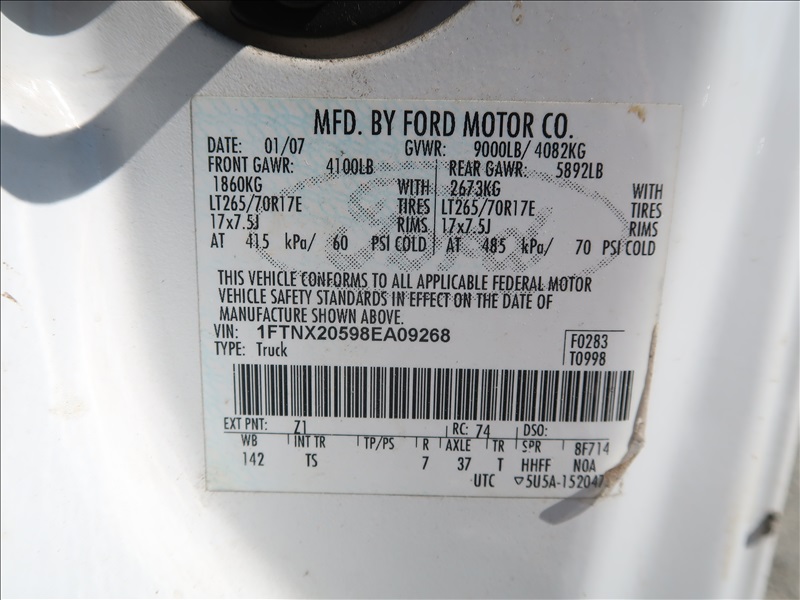 MFD. BY FORD MOTOR CO.
DATE: 01/07 GVWR: 9000LB/ 4082KG
FRONT GAWR: 4100LB REAR GAWR: 5892LB
1860KG WITH 2673KG WITH
LT265/70R17E TIRES LT265/70R17E TIRES
17x7.5J RIMS 17x7.5J RIMS
AT 415 kPa/ 60 PSI COLD AT 485 kPa/ 70 PSI COLD
THIS VEHICLE CONFORMS TO ALL APPLICABLE FEDERAL MOTOR
VEHICLE SAFETY STANDARDS IN EFFECT ON THE DATE OF
MANUFACTURE SHOWN ABOVE.
VIN: 1FTNX20598EA09268 F0283
TYPE: Truck T0998
EXT PNT: Z1 RC: 74 DSO:
WB INT TR TP/PS R AXLE TR SPR 8F714
142 TS 7 37 T HHFF NOA
UTC ▽5U5A-152047